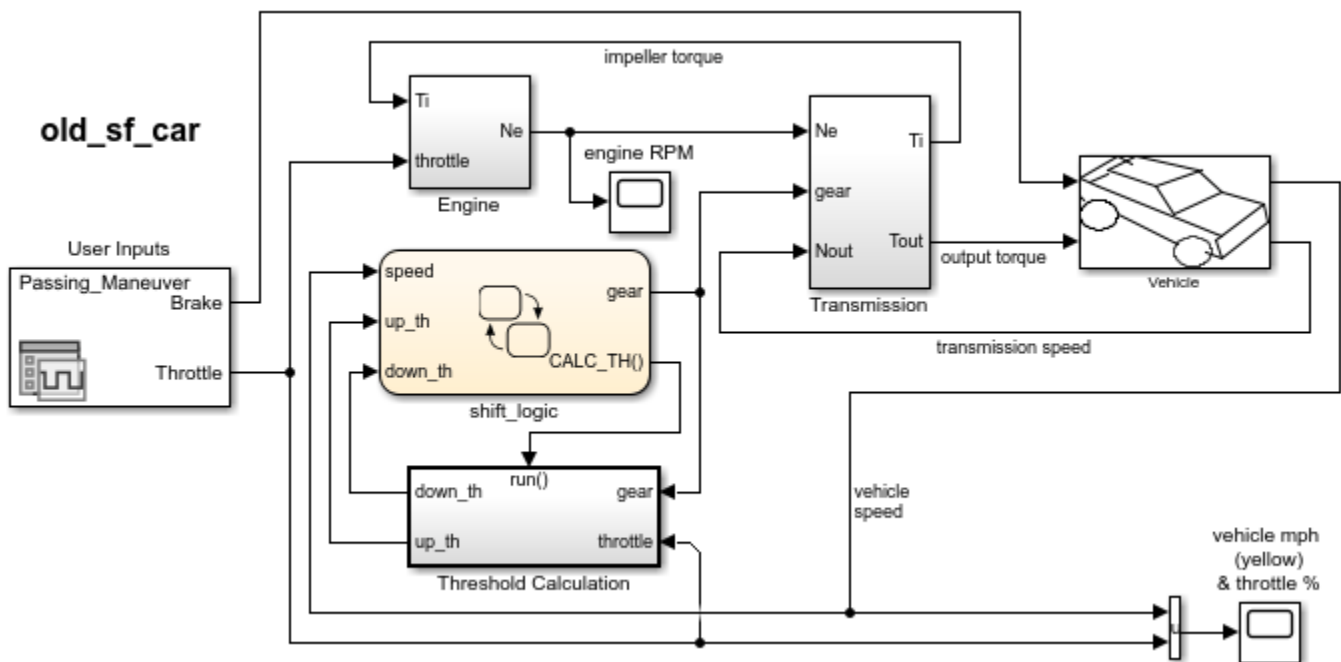 impeller torque
old_sf_car
Ti
Ne
throttle
Engine
engine RPM
Ne
Ti
gear
Nout
Tout
Transmission
output torque
Vehicle
transmission speed
User Inputs
Passing_Maneuver
Brake
Throttle
speed
gear
up_th
CALC_TH()
down_th
shift_logic
run()
down_th
gear
up_th
throttle
Threshold Calculation
vehicle
speed
vehicle mph
(yellow)
& throttle %